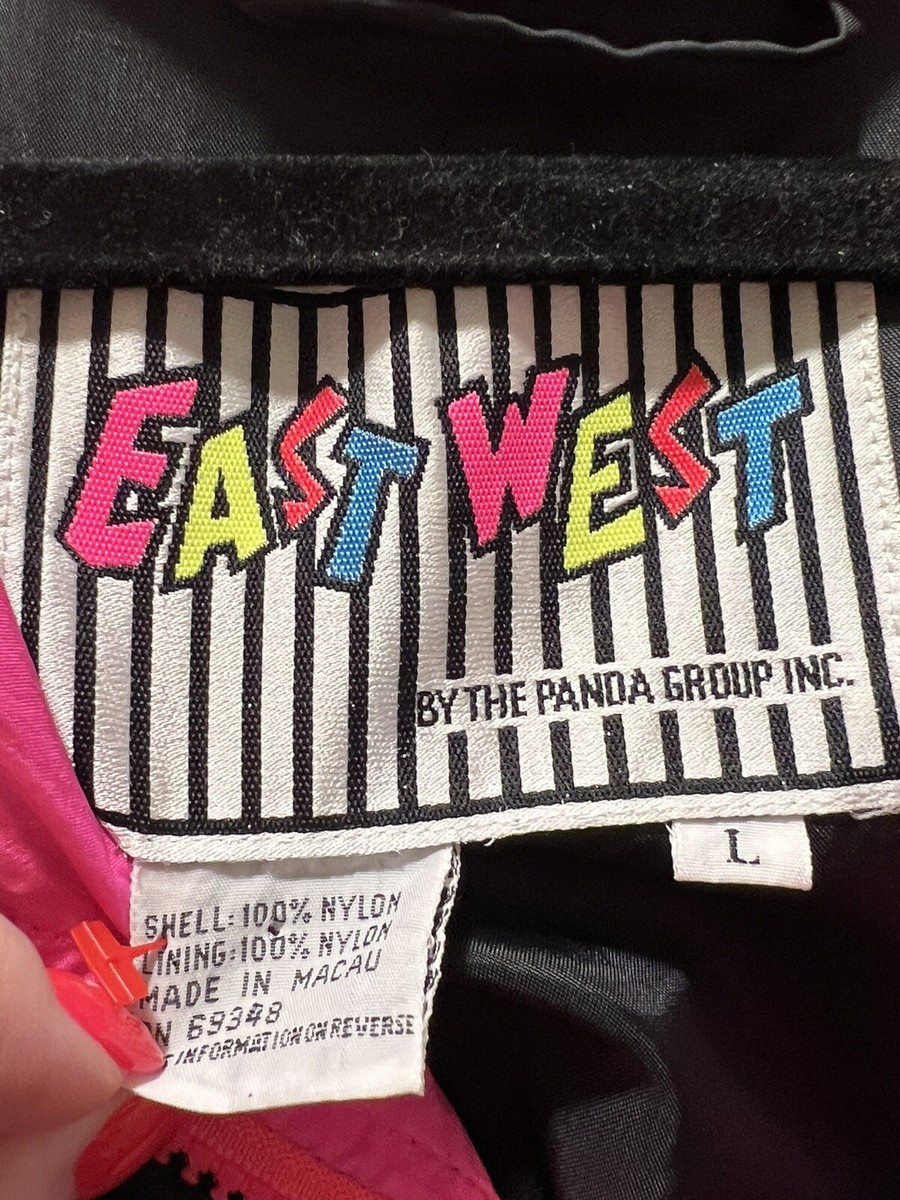 EAST WEST
BY THE PANDA GROUP INC.
L
SHELL: 100% NYLON
LINING: 100% NYLON
MADE IN MACAU
N 69348
INFORMATION ON REVERSE